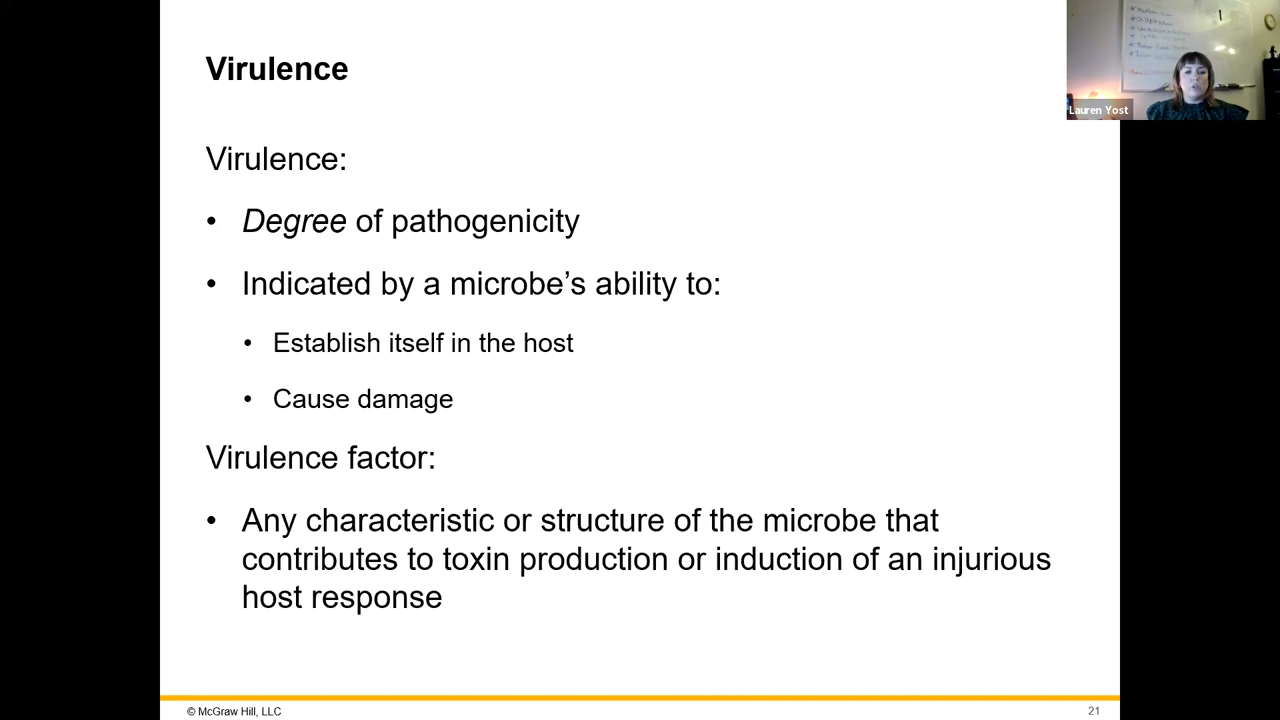 Virulence
Lauren Yost
Virulence:
• Degree of pathogenicity
• Indicated by a microbe’s ability to:
• Establish itself in the host
• Cause damage
Virulence factor:
• Any characteristic or structure of the microbe that
contributes to toxin production or induction of an injurious
host response
© McGraw Hill, LLC
21